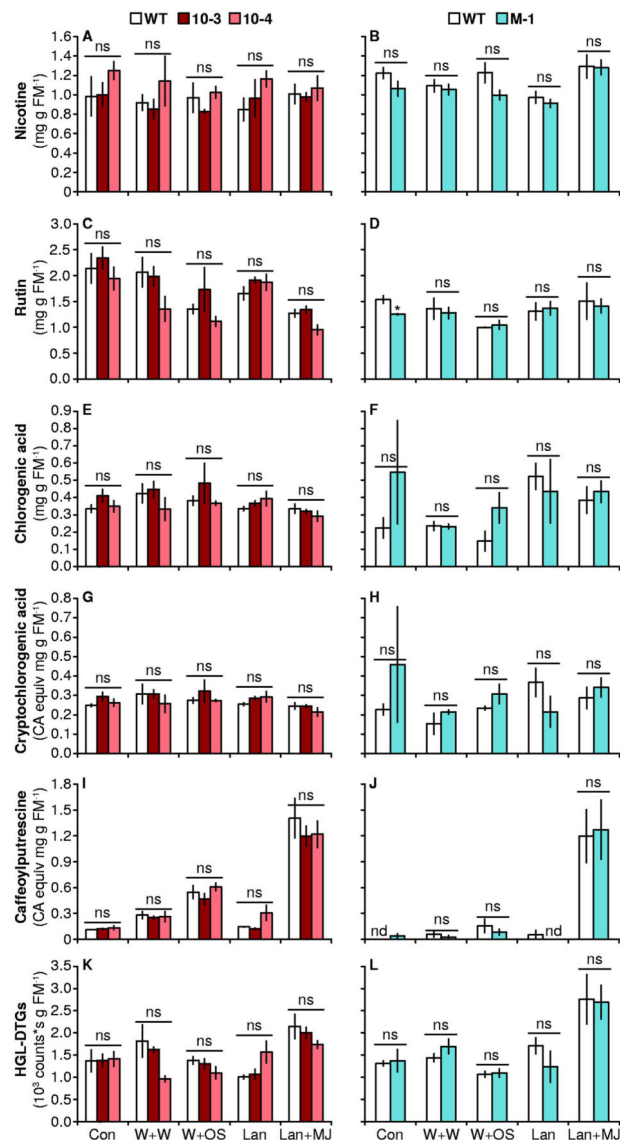 WT 10-3 10-4 WT M-1
A B
Nicotine
(mg g FM⁻¹)
1.6
1.4
1.2
1.0
0.8
0.6
0.4
0.2
0
ns ns ns ns ns
ns ns ns ns ns
C D
Rutin
(mg g FM⁻¹)
3.0
2.5
2.0
1.5
1.0
0.5
0.0
ns ns ns ns ns
* ns ns ns ns
E F
Chlorogenic acid
(mg g FM⁻¹)
0.9
0.8
0.7
0.6
0.5
0.4
0.3
0.2
0.1
0.0
ns ns ns ns ns
ns ns ns ns ns
G H
Cryptochlorogenic acid
(CA equiv mg g FM⁻¹)
0.8
0.7
0.6
0.5
0.4
0.3
0.2
0.1
0.0
ns ns ns ns ns
ns ns ns ns ns
I J
Caffeoylputrescine
(CA equiv mg g FM⁻¹)
1.8
1.5
1.2
0.9
0.6
0.3
0
ns ns ns ns ns
nd ns ns nd ns
K L
HGL-DTGs
(10³ counts*s g FM⁻¹)
3.5
3.0
2.5
2.0
1.5
1.0
0.5
0.0
ns ns ns ns ns
ns ns ns ns ns
Con W+W W+OS Lan Lan+MJ Con W+W W+OS Lan Lan+MJ